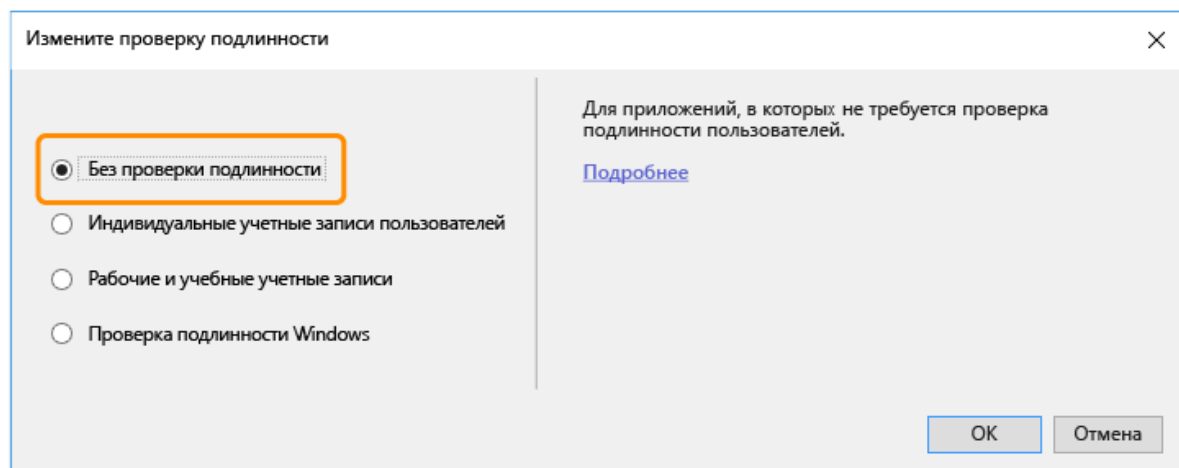 Измените проверку подлинности
Без проверки подлинности
Индивидуальные учетные записи пользователей
Рабочие и учебные учетные записи
Проверка подлинности Windows
Для приложений, в которых не требуется проверка
подлинности пользователей.
Подробнее
ОК
Отмена